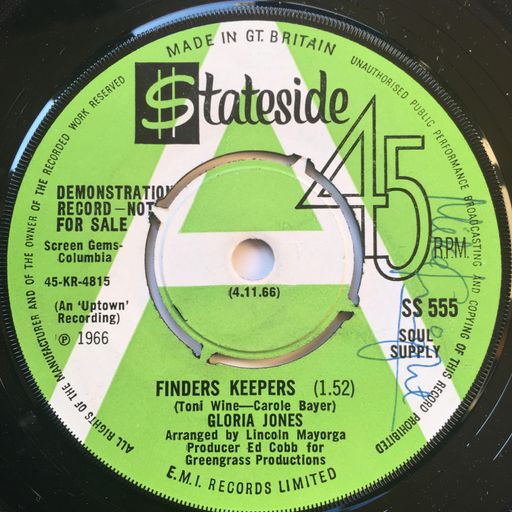 MADE IN GT. BRITAIN
UNAUTHORISED PUBLIC PERFORMANCE BROADCASTING AND COPYING OF THIS RECORD PROHIBITED
ALL RIGHTS OF THE MANUFACTURER AND OF THE OWNER OF THE RECORDED WORK RESERVED
$tateside
45
R.P.M.
DEMONSTRATION
RECORD—NOT
FOR SALE
Screen Gems-
Columbia
45-KR-4815
(An 'Uptown'
Recording)
℗ 1966
A
(4.11.66)
SS 555
SOUL
SUPPLY
FINDERS KEEPERS (1.52)
(Toni Wine—Carole Bayer)
GLORIA JONES
Arranged by Lincoln Mayorga
Producer Ed Cobb for
Greengrass Productions
E.M.I. RECORDS LIMITED